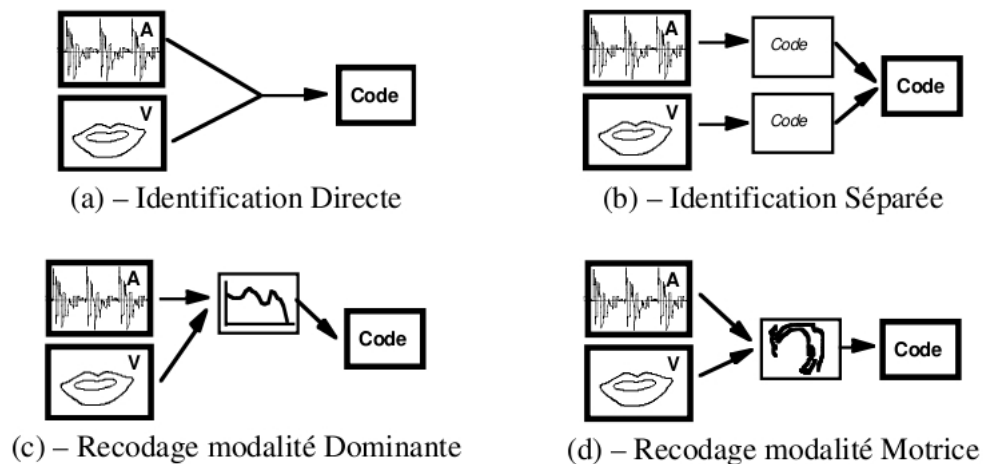 A
V
Code
(a) – Identification Directe
A
V
Code
Code
Code
(b) – Identification Séparée
A
V
Code
(c) – Recodage modalité Dominante
A
V
Code
(d) – Recodage modalité Motrice